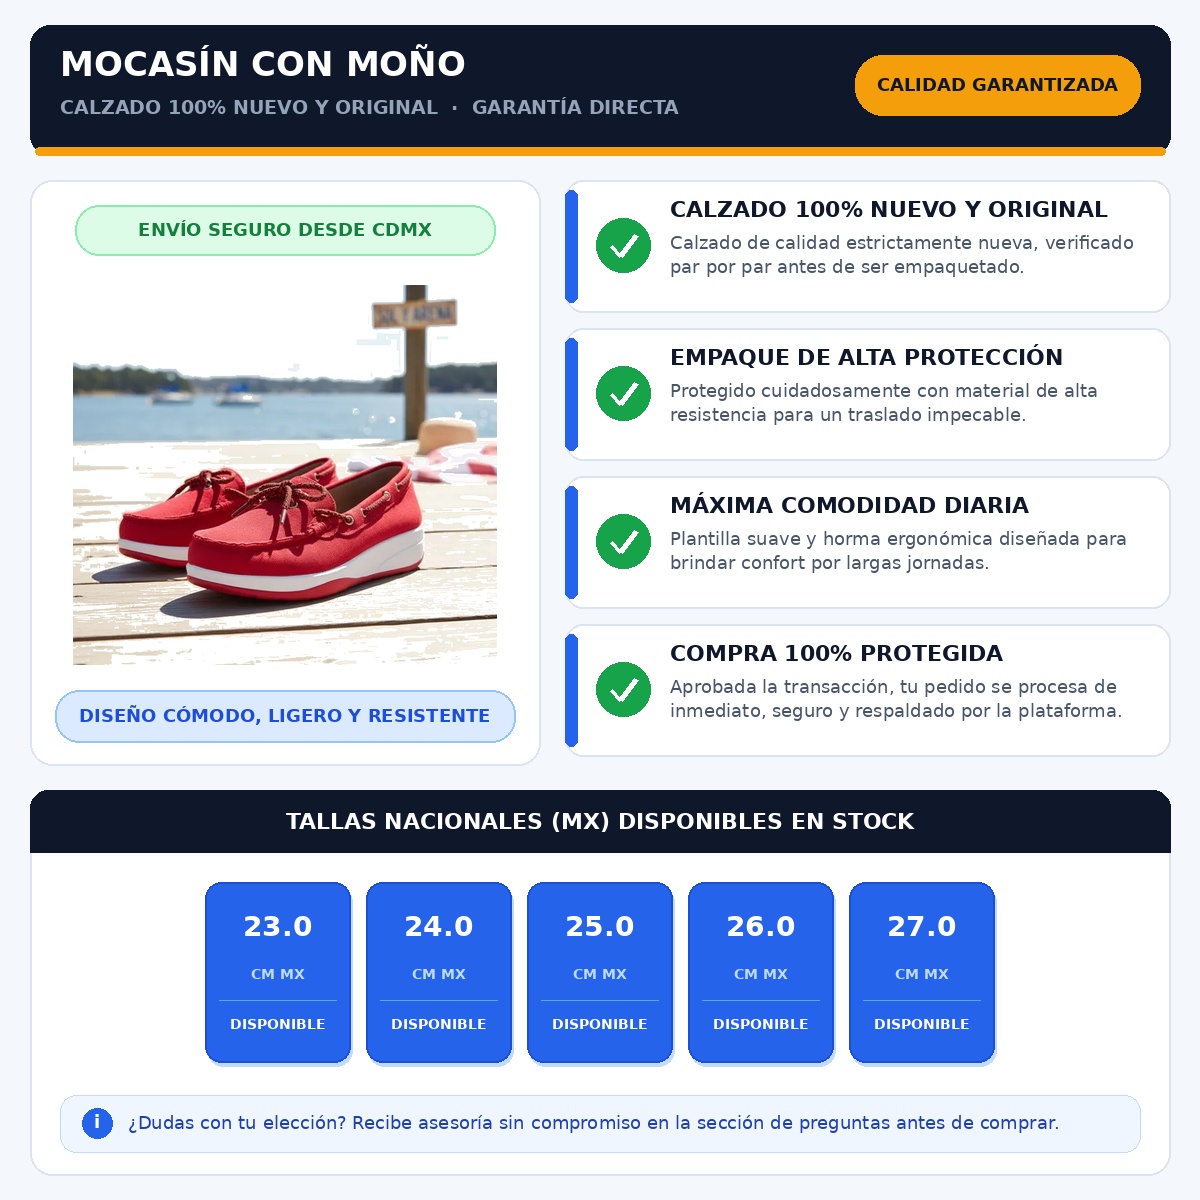 MOCASÍN CON MOÑO
CALZADO 100% NUEVO Y ORIGINAL · GARANTÍA DIRECTA
CALIDAD GARANTIZADA
ENVÍO SEGURO DESDE CDMX
SOL Y ARENA
DISEÑO CÓMODO, LIGERO Y RESISTENTE
CALZADO 100% NUEVO Y ORIGINAL
Calzado de calidad estrictamente nueva, verificado
par por par antes de ser empaquetado.
EMPAQUE DE ALTA PROTECCIÓN
Protegido cuidadosamente con material de alta
resistencia para un traslado impecable.
MÁXIMA COMODIDAD DIARIA
Plantilla suave y horma ergonómica diseñada para
brindar confort por largas jornadas.
COMPRA 100% PROTEGIDA
Aprobada la transacción, tu pedido se procesa de
inmediato, seguro y respaldado por la plataforma.
TALLAS NACIONALES (MX) DISPONIBLES EN STOCK
23.0
CM MX
DISPONIBLE
24.0
CM MX
DISPONIBLE
25.0
CM MX
DISPONIBLE
26.0
CM MX
DISPONIBLE
27.0
CM MX
DISPONIBLE
i
¿Dudas con tu elección? Recibe asesoría sin compromiso en la sección de preguntas antes de comprar.